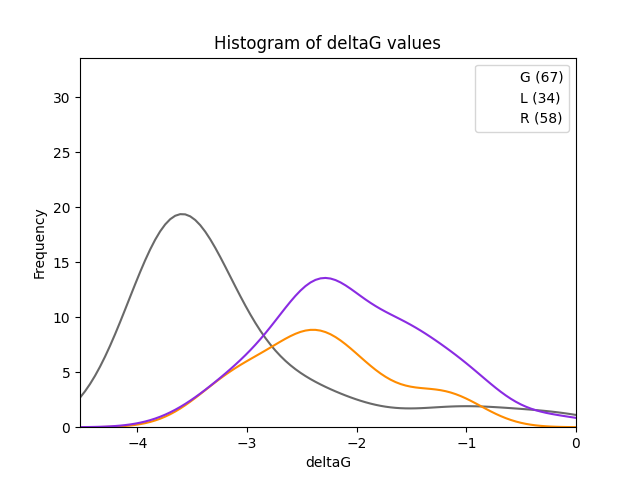 Histogram of deltaG values
G (67)
L (34)
R (58)
Frequency
30
25
20
15
10
5
0
−4
−3
−2
−1
0
deltaG